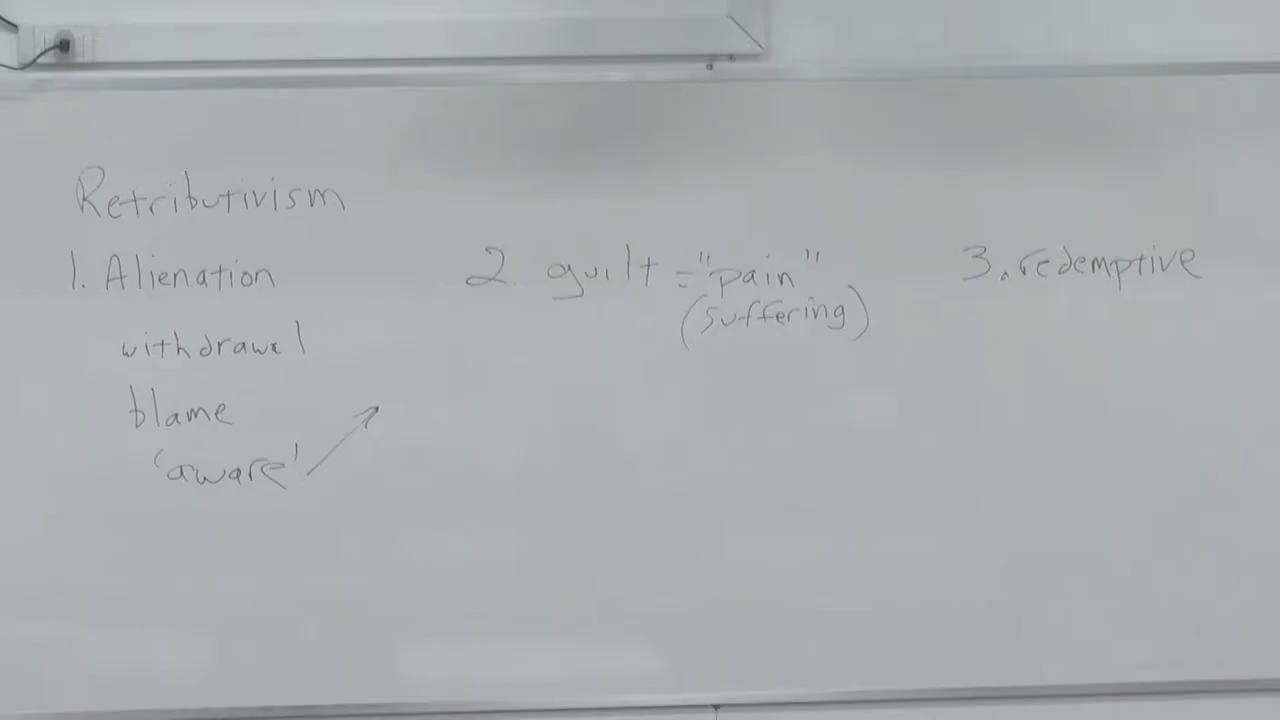 Retributivism
1. Alienation
withdrawal
blame
'aware'
2. guilt = "pain"
(suffering)
3. redemptive